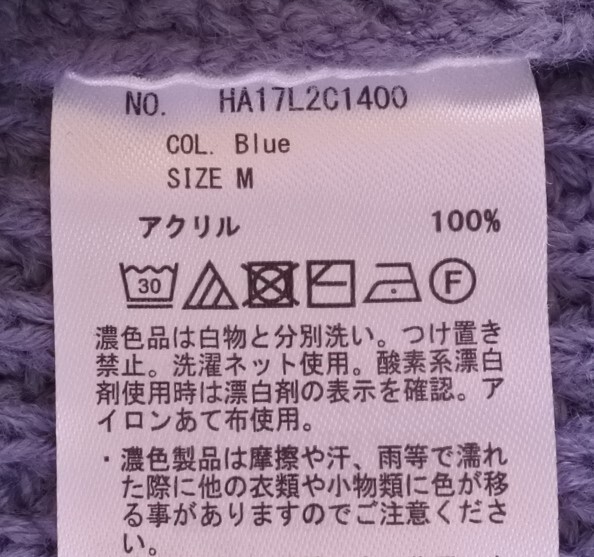 NO. HA17L2C1400
COL. Blue
SIZE M
アクリル 100%
30 F
濃色品は白物と分別洗い。つけ置き
禁止。洗濯ネット使用。酸素系漂白
剤使用時は漂白剤の表示を確認。ア
イロンあて布使用。
・濃色製品は摩擦や汗、雨等で濡れ
た際に他の衣類や小物類に色が移
る事がありますのでご注意くださ
い。